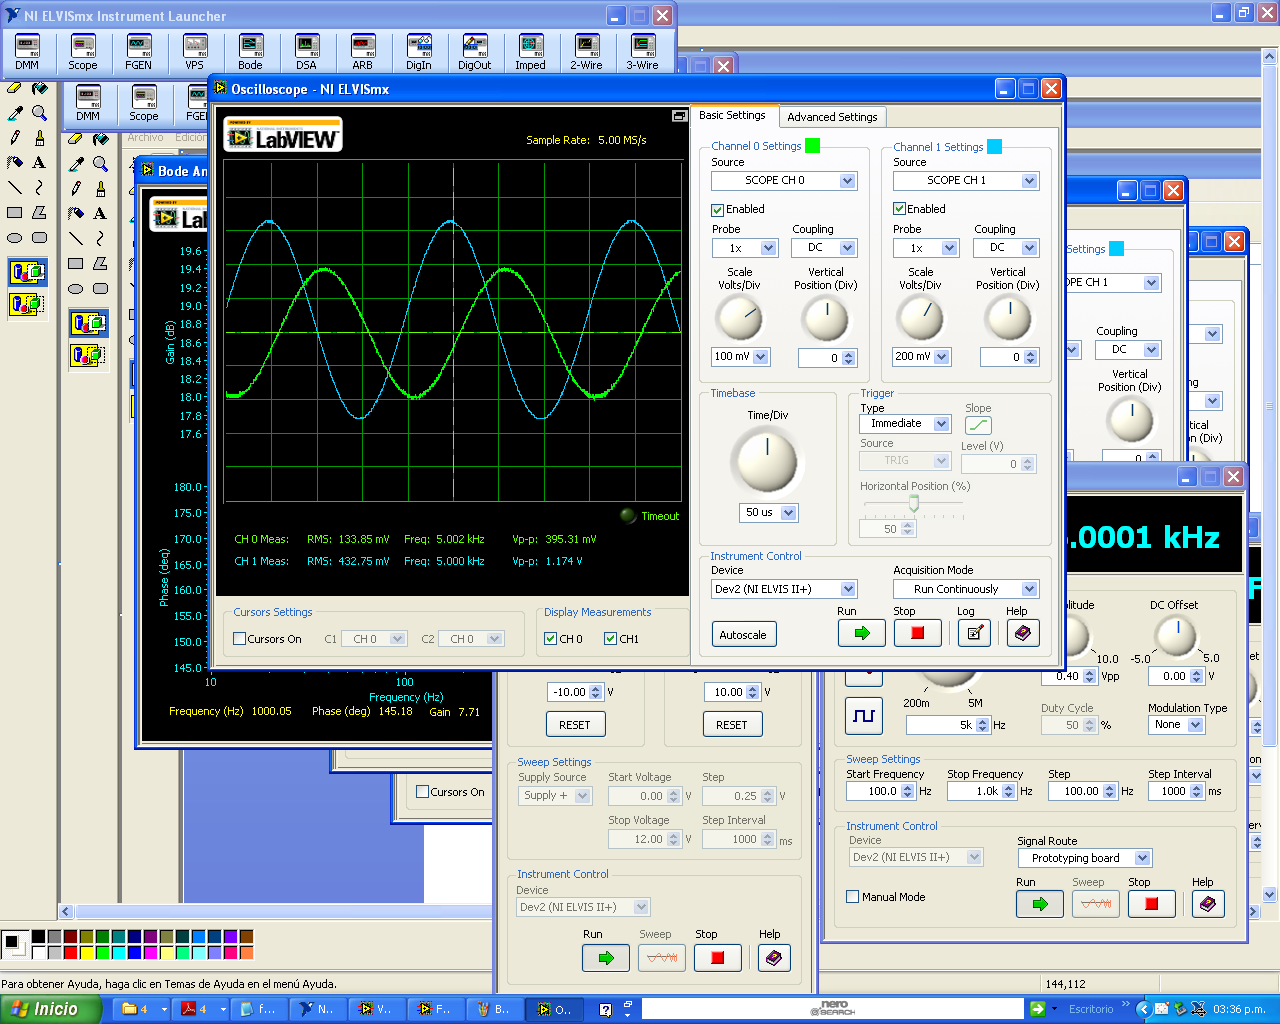 NI ELVISmx Instrument Launcher
DMM Scope FGEN VPS Bode DSA ARB DigIn DigOut Imped 2-Wire 3-Wire
DMM Scope
Archivo Edición
Oscilloscope - NI ELVISmx
POWERED BY
LabVIEW
Sample Rate: 5.00 MS/s
CH 0 Meas: RMS: 133.85 mV Freq: 5.002 kHz Vp-p: 395.31 mV
CH 1 Meas: RMS: 432.75 mV Freq: 5.000 kHz Vp-p: 1.174 V
Timeout
Cursors Settings
Cursors On C1 CH 0 C2 CH 0
Display Measurements
CH 0 CH1
Basic Settings Advanced Settings
Channel 0 Settings
Source
SCOPE CH 0
Enabled
Probe Coupling
1x DC
Scale Volts/Div
Vertical Position (Div)
100 mV 0
Channel 1 Settings
Source
SCOPE CH 1
Enabled
Probe Coupling
1x DC
Scale Volts/Div
Vertical Position (Div)
200 mV 0
Timebase
Time/Div
50 us
Trigger
Type Slope
Immediate
Source Level (V)
TRIG 0
Horizontal Position (%)
50
Instrument Control
Device Acquisition Mode
Dev2 (NI ELVIS II+) Run Continuously
Run Stop Log Help
Autoscale
Bode An
19.6
19.4
19.2
19.0
18.8
18.6
18.4
18.2
18.0
17.8
17.6
Gain (dB)
180.0
175.0
170.0
165.0
160.0
155.0
150.0
145.0
Phase (deg)
10 100
Frequency (Hz)
Frequency (Hz) 1000.05 Phase (deg) 145.18 Gain 7.71
Cursors On
-10.00 V 10.00 V
RESET RESET
Sweep Settings
Supply Source Start Voltage Step
Supply + 0.00 V 0.25 V
Stop Voltage Step Interval
12.00 V 1000 ms
Instrument Control
Device
Dev2 (NI ELVIS II+)
Run Sweep Stop Help
Settings
Coupling
DC
Vertical
Position (Div)
0
.0001 kHz
DC Offset
10.0 -5.0 5.0
0.40 Vpp 0.00 V
200m 5M
5k Hz
Duty Cycle Modulation Type
50 % None
Sweep Settings
Start Frequency Stop Frequency Step Step Interval
100.0 Hz 1.0k Hz 100.00 Hz 1000 ms
Instrument Control
Device Signal Route
Dev2 (NI ELVIS II+) Prototyping board
Manual Mode
Run Sweep Stop Help
Para obtener Ayuda, haga clic en Temas de Ayuda en el menú Ayuda.
144,112
Inicio 4 4 f... N... V... F... B... O...
nero SEARCH
Escritorio 03:36 p.m.